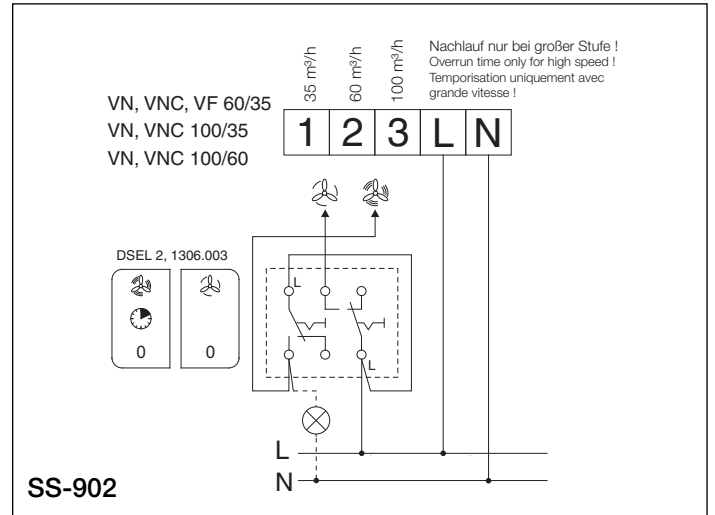 35 m³/h
60 m³/h
100 m³/h
Nachlauf nur bei großer Stufe !
Overrun time only for high speed !
Temporisation uniquement avec
grande vitesse !
VN, VNC, VF 60/35
VN, VNC 100/35
VN, VNC 100/60
1 2 3 L N
DSEL 2, 1306.003
L
0 0
L
L
N
SS-902